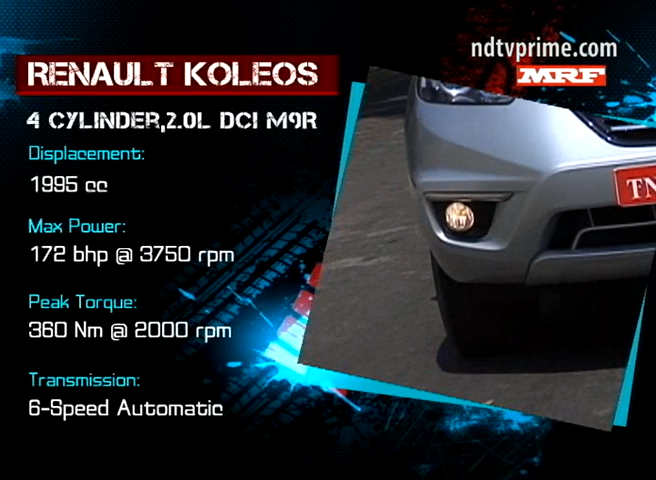 ndtvprime.com
MRF
RENAULT KOLEOS
4 CYLINDER,2.0L DCI M9R
Displacement:
1995 cc
Max Power:
172 bhp @ 3750 rpm
Peak Torque:
360 Nm @ 2000 rpm
Transmission:
6-Speed Automatic
TN